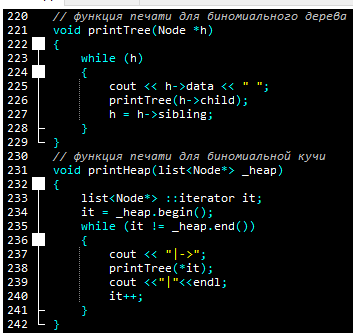 220 // функция печати для биномиального дерева
221 void printTree(Node *h)
222 {
223 while (h)
224 {
225 cout << h->data << " ";
226 printTree(h->child);
227 h = h->sibling;
228 }
229 }
230 // функция печати для биномиальной кучи
231 void printHeap(list<Node*> _heap)
232 {
233 list<Node*> ::iterator it;
234 it = _heap.begin();
235 while (it != _heap.end())
236 {
237 cout << "|->";
238 printTree(*it);
239 cout <<"|"<<endl;
240 it++;
241 }
242 }